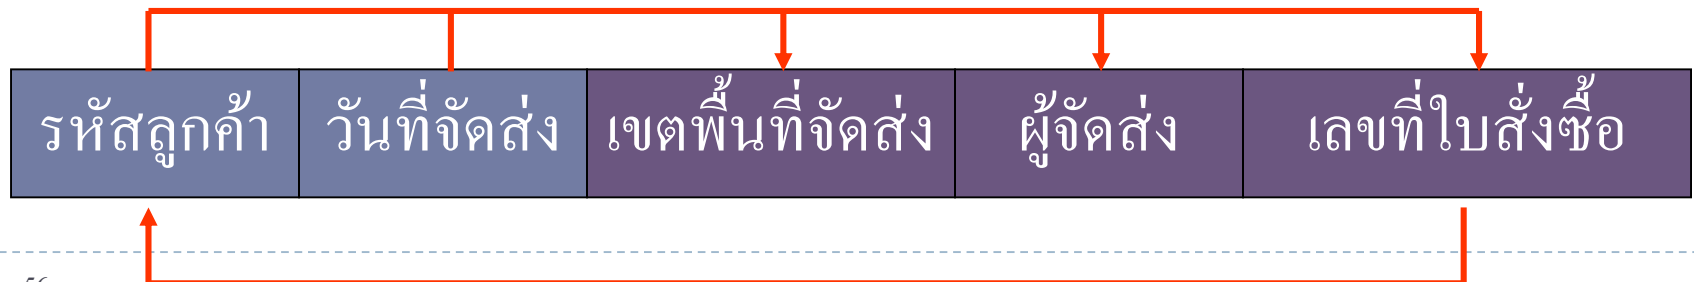 รหัสลูกค้า วันที่จัดส่ง เขตพื้นที่จัดส่ง ผู้จัดส่ง เลขที่ใบสั่งซื้อ